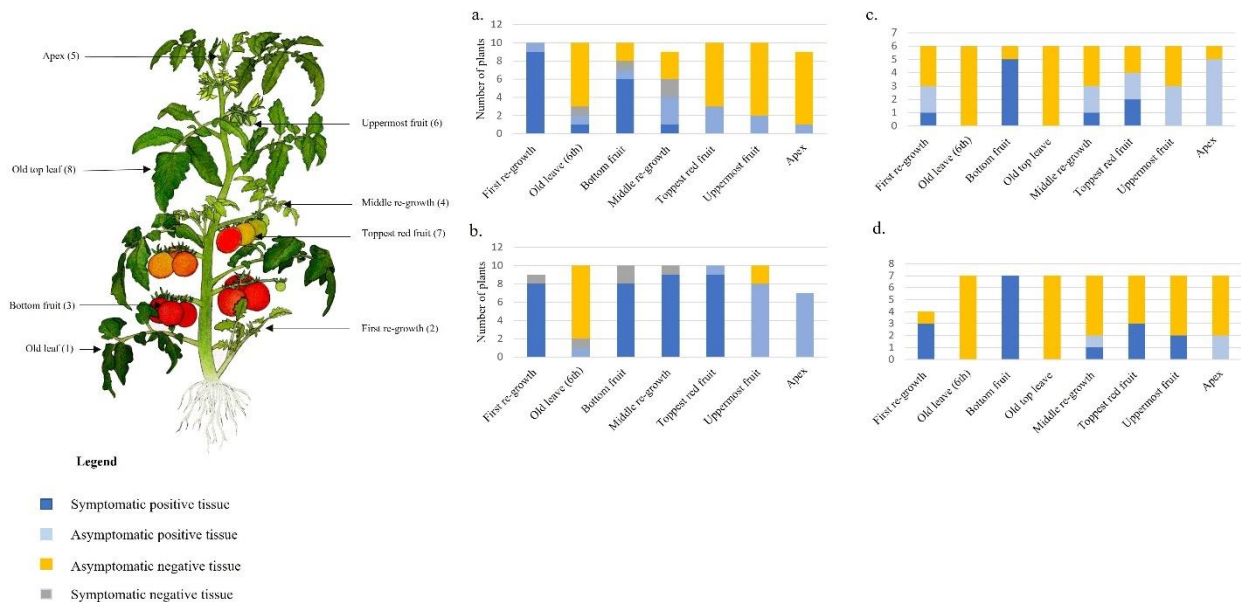 Apex (5)
Uppermost fruit (6)
Old top leaf (8)
Middle re-growth (4)
Toppest red fruit (7)
Bottom fruit (3)
First re-growth (2)
Old leaf (1)
Legend
Symptomatic positive tissue
Asymptomatic positive tissue
Asymptomatic negative tissue
Symptomatic negative tissue
a.
Number of plants
12
10
8
6
4
2
0
First re-growth
Old leave (6th)
Bottom fruit
Middle re-growth
Toppest red fruit
Uppermost fruit
Apex
b.
Number of plants
12
10
8
6
4
2
0
First re-growth
Old leave (6th)
Bottom fruit
Middle re-growth
Toppest red fruit
Uppermost fruit
Apex
c.
7
6
5
4
3
2
1
0
First re-growth
Old leave (6th)
Bottom fruit
Old top leave
Middle re-growth
Toppest red fruit
Uppermost fruit
Apex
d.
8
7
6
5
4
3
2
1
0
First re-growth
Old leave (6th)
Bottom fruit
Old top leave
Middle re-growth
Toppest red fruit
Uppermost fruit
Apex